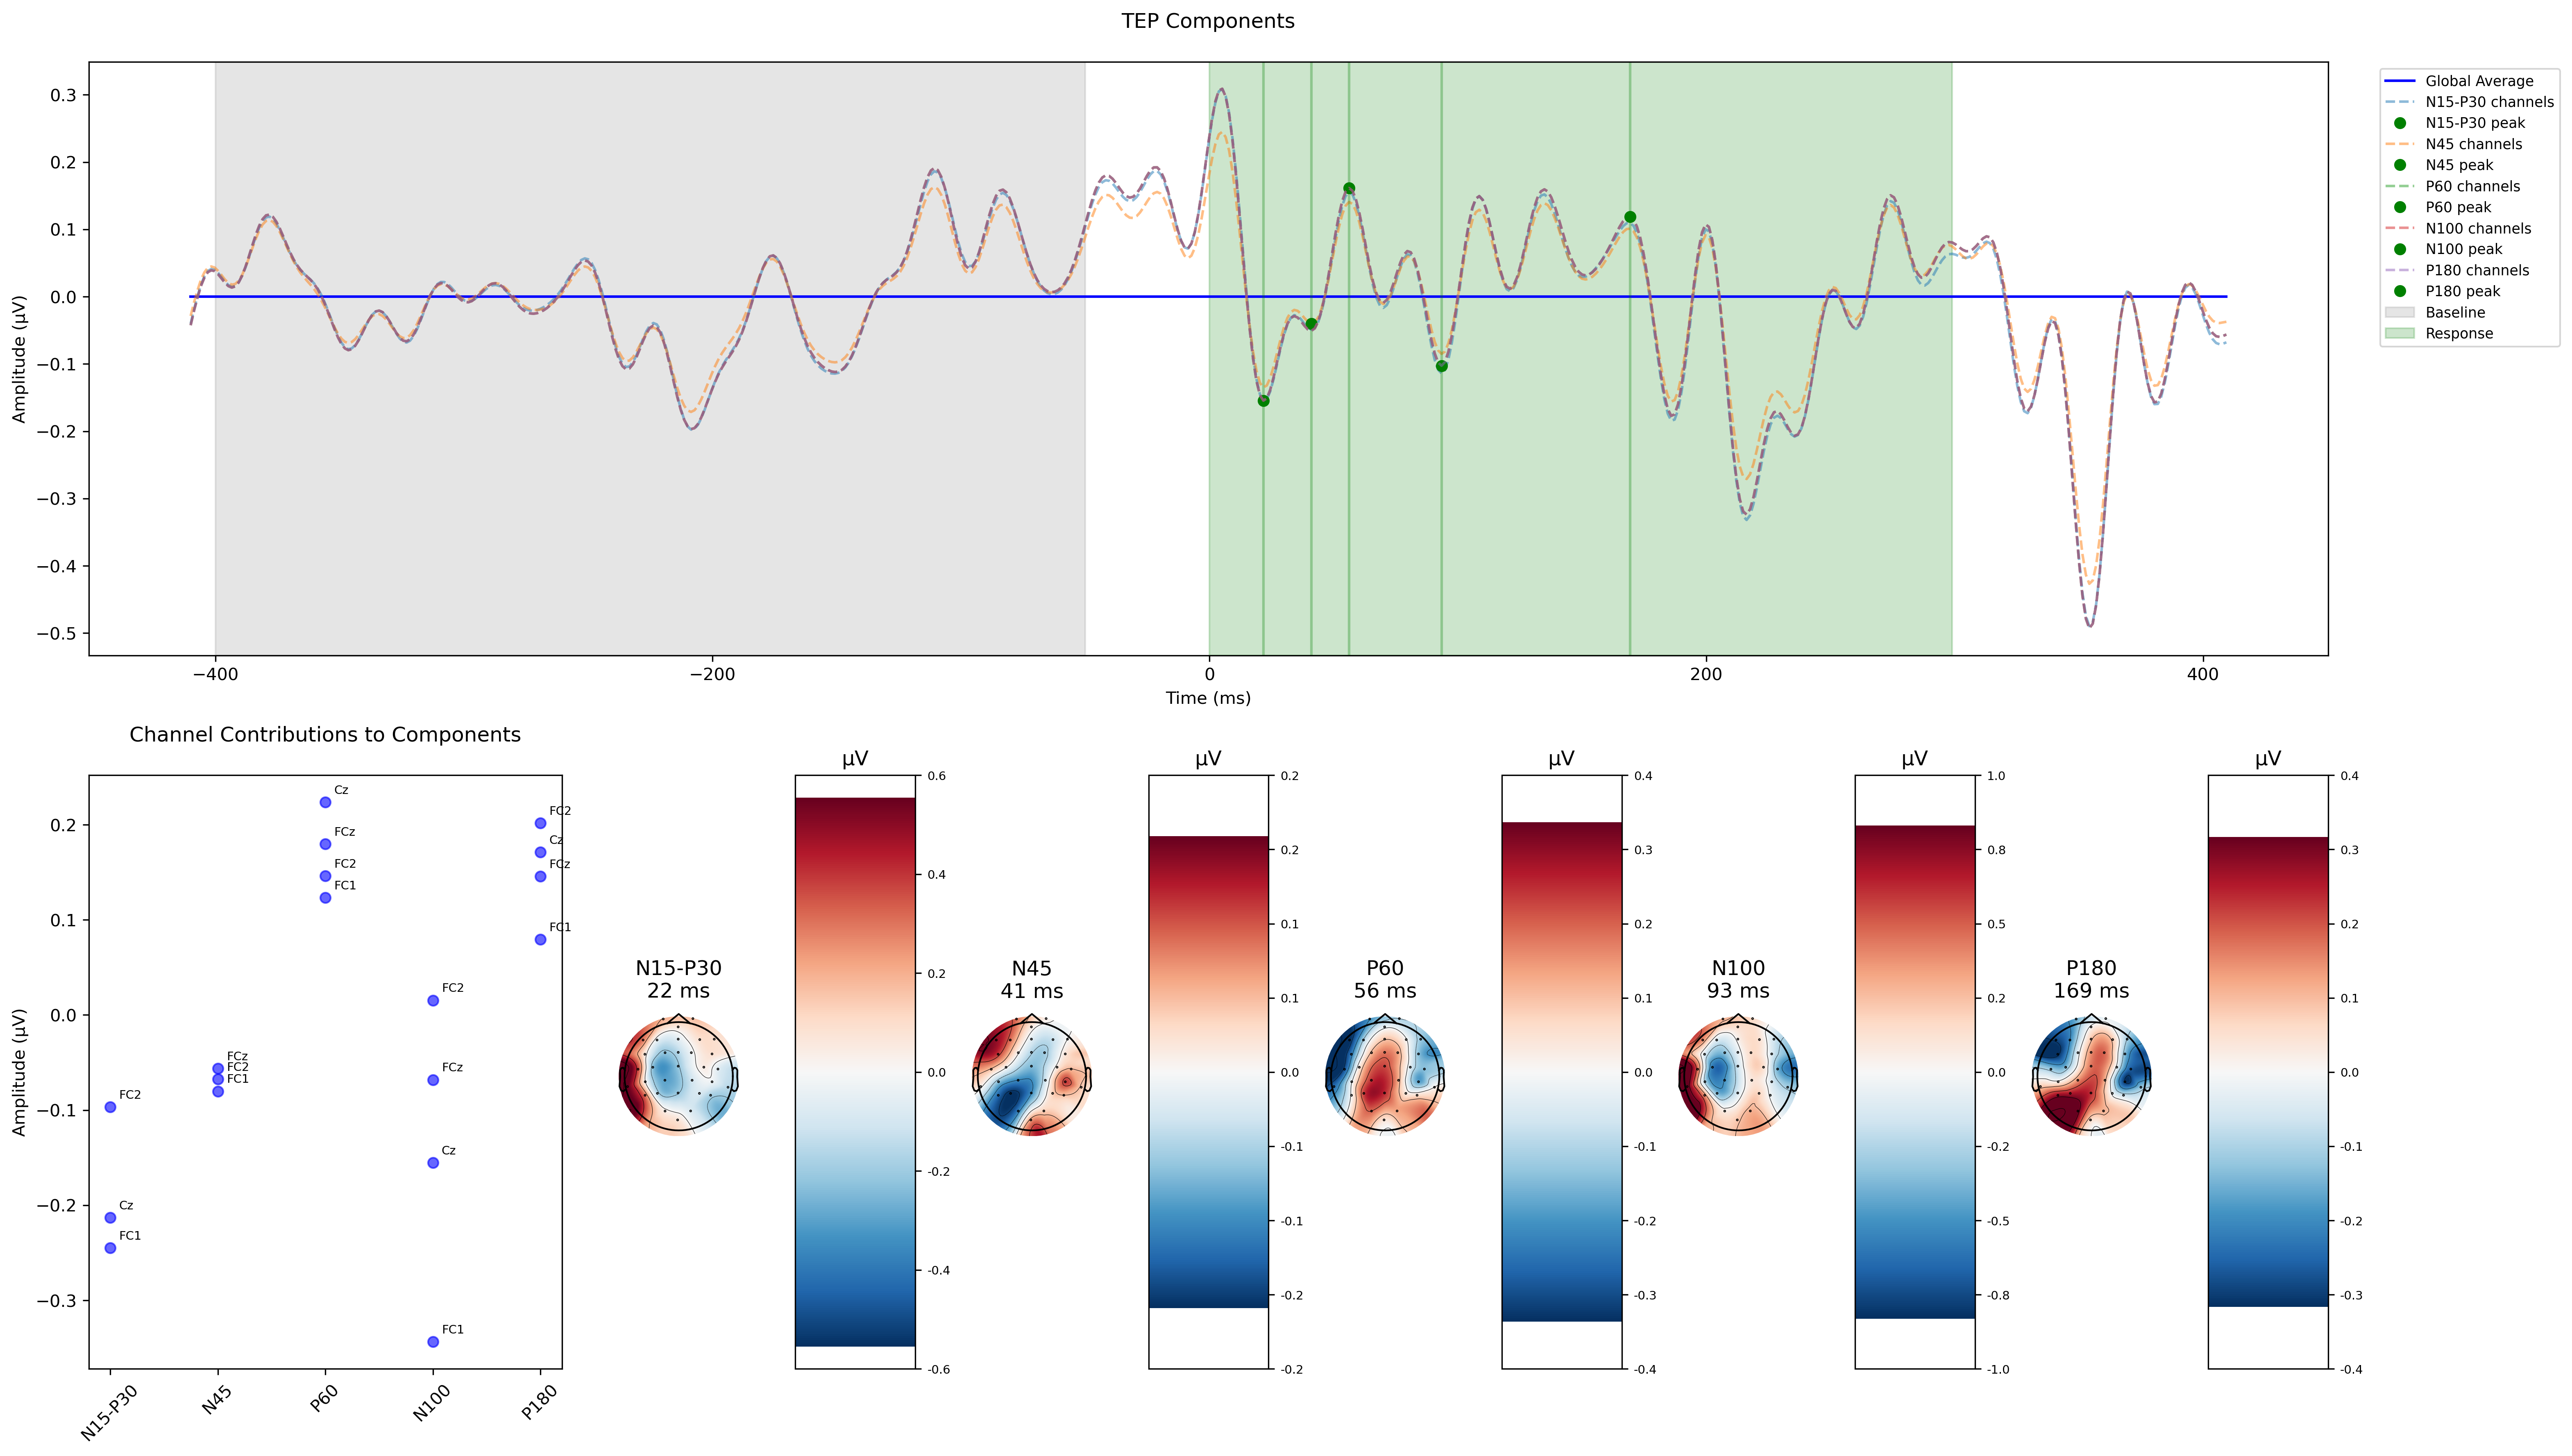 TEP Components
0.3
0.2
0.1
0.0
−0.1
−0.2
−0.3
−0.4
−0.5
Amplitude (µV)
−400
−200
0
200
400
Time (ms)
Global Average
N15-P30 channels
N15-P30 peak
N45 channels
N45 peak
P60 channels
P60 peak
N100 channels
N100 peak
P180 channels
P180 peak
Baseline
Response
Channel Contributions to Components
0.2
0.1
0.0
−0.1
−0.2
−0.3
Amplitude (µV)
FC2
Cz
FC1
FCz
FC2
FC1
Cz
FCz
FC2
FC1
FC2
FCz
Cz
FC1
FC2
Cz
FCz
FC1
N15-P30
N45
P60
N100
P180
N15-P30
22 ms
µV
0.6
0.4
0.2
0.0
-0.2
-0.4
-0.6
N45
41 ms
µV
0.2
0.2
0.1
0.1
0.0
-0.1
-0.1
-0.2
-0.2
P60
56 ms
µV
0.4
0.3
0.2
0.1
0.0
-0.1
-0.2
-0.3
-0.4
N100
93 ms
µV
1.0
0.8
0.5
0.2
0.0
-0.2
-0.5
-0.8
-1.0
P180
169 ms
µV
0.4
0.3
0.2
0.1
0.0
-0.1
-0.2
-0.3
-0.4